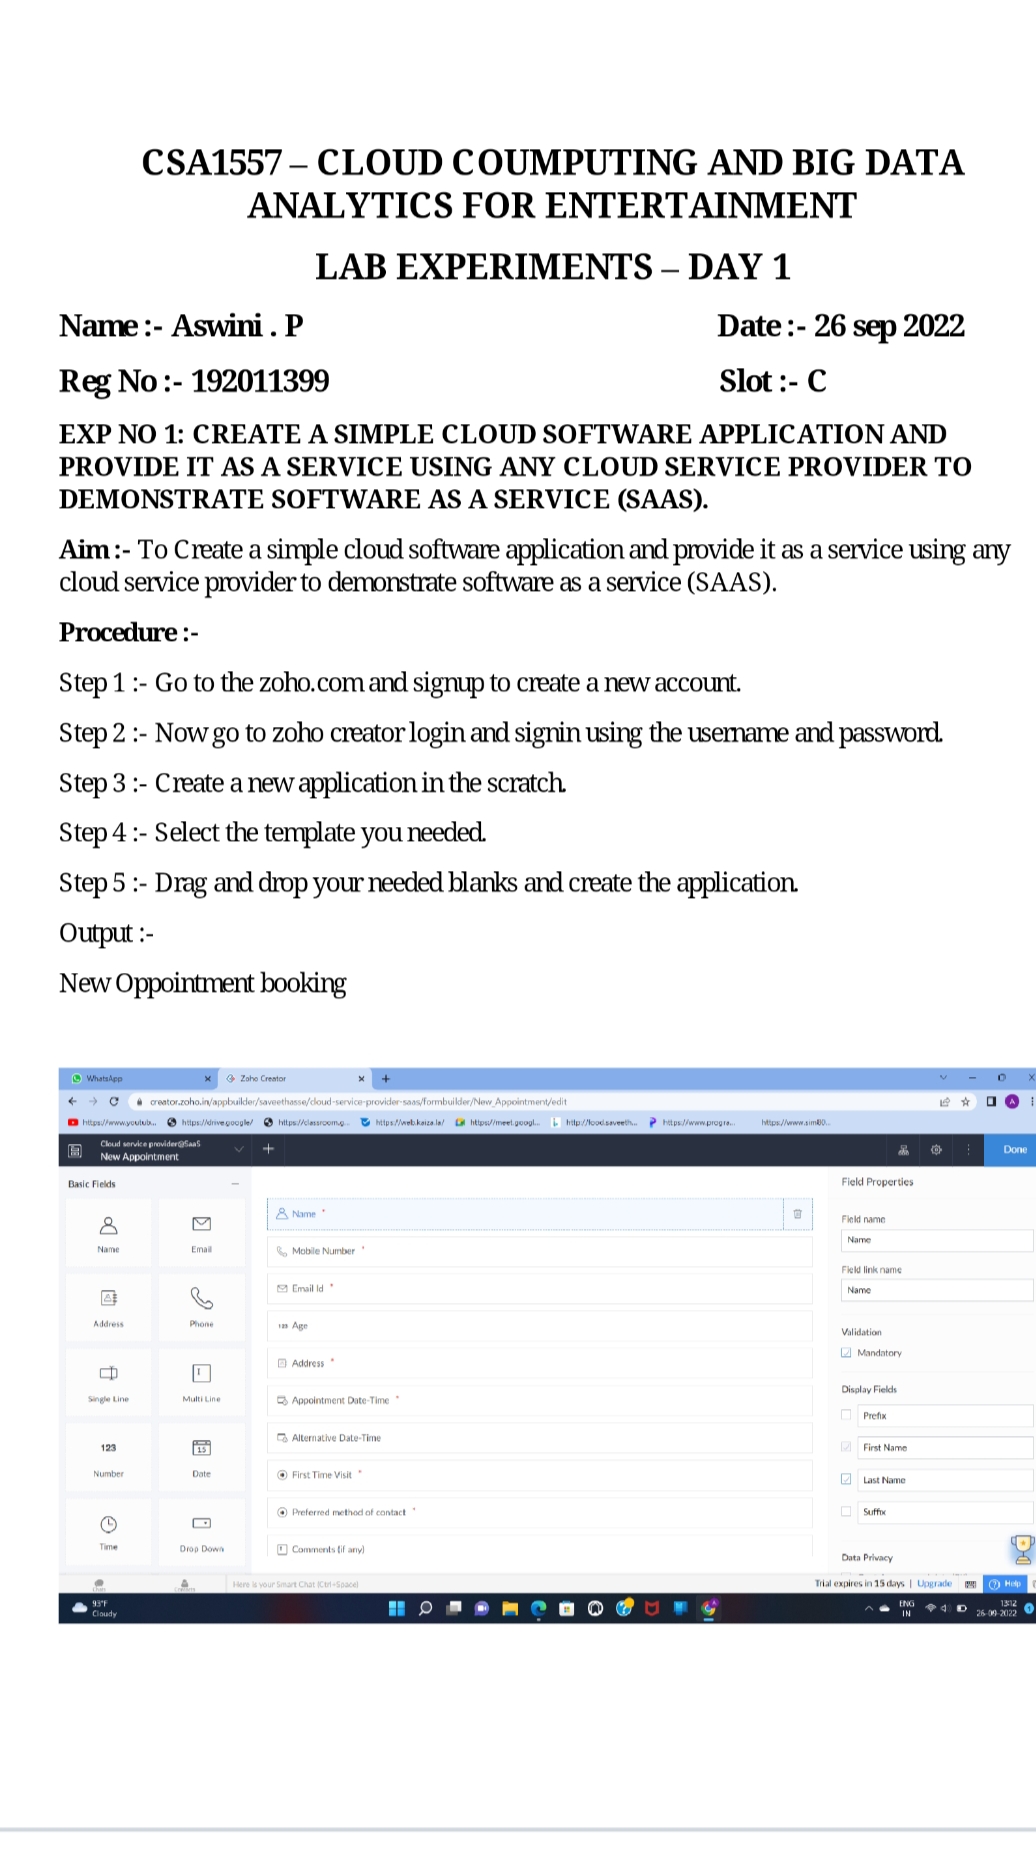 CSA1557 – CLOUD COUMPUTING AND BIG DATA
ANALYTICS FOR ENTERTAINMENT
LAB EXPERIMENTS – DAY 1
Name :- Aswini . P Date :- 26 sep 2022
Reg No :- 192011399 Slot :- C
EXP NO 1: CREATE A SIMPLE CLOUD SOFTWARE APPLICATION AND
PROVIDE IT AS A SERVICE USING ANY CLOUD SERVICE PROVIDER TO
DEMONSTRATE SOFTWARE AS A SERVICE (SAAS).
Aim :- To Create a simple cloud software application and provide it as a service using any
cloud service provider to demonstrate software as a service (SAAS).
Procedure :-
Step 1 :- Go to the zoho.com and signup to create a new account.
Step 2 :- Now go to zoho creator login and signin using the username and password.
Step 3 :- Create a new application in the scratch.
Step 4 :- Select the template you needed.
Step 5 :- Drag and drop your needed blanks and create the application.
Output :-
New Oppointment booking
WhatsApp Zoho Creator
creator.zoho.in/appbuilder/saveethasse/cloud-service-provider-saas/formbuilder/New_Appointment/edit
https://www.youtub... https://drive.google/ https://classroom.g... https://web.kaiza.la/ https://meet.googl... http://food.saveeth... https://www.progra...
Cloud service provider@SaaS
New Appointment
Done
Basic Fields
Name
Email
Address
Phone
Single Line
Multi Line
123
Number
15
Date
Time
Drop Down
Name *
Mobile Number *
Email Id *
123 Age
Address *
Appointment Date-Time *
Alternative Date-Time
First Time Visit *
Preferred method of contact *
Comments (if any)
Field Properties
Field name
Name
Field link name
Name
Validation
Mandatory
Display Fields
Prefix
First Name
Last Name
Suffix
Data Privacy
Here is your Smart Chat (Ctrl+Space)
Trial expires in 15 days | Upgrade
Help
93°F
Cloudy
ENG
IN
13:12
26-09-2022